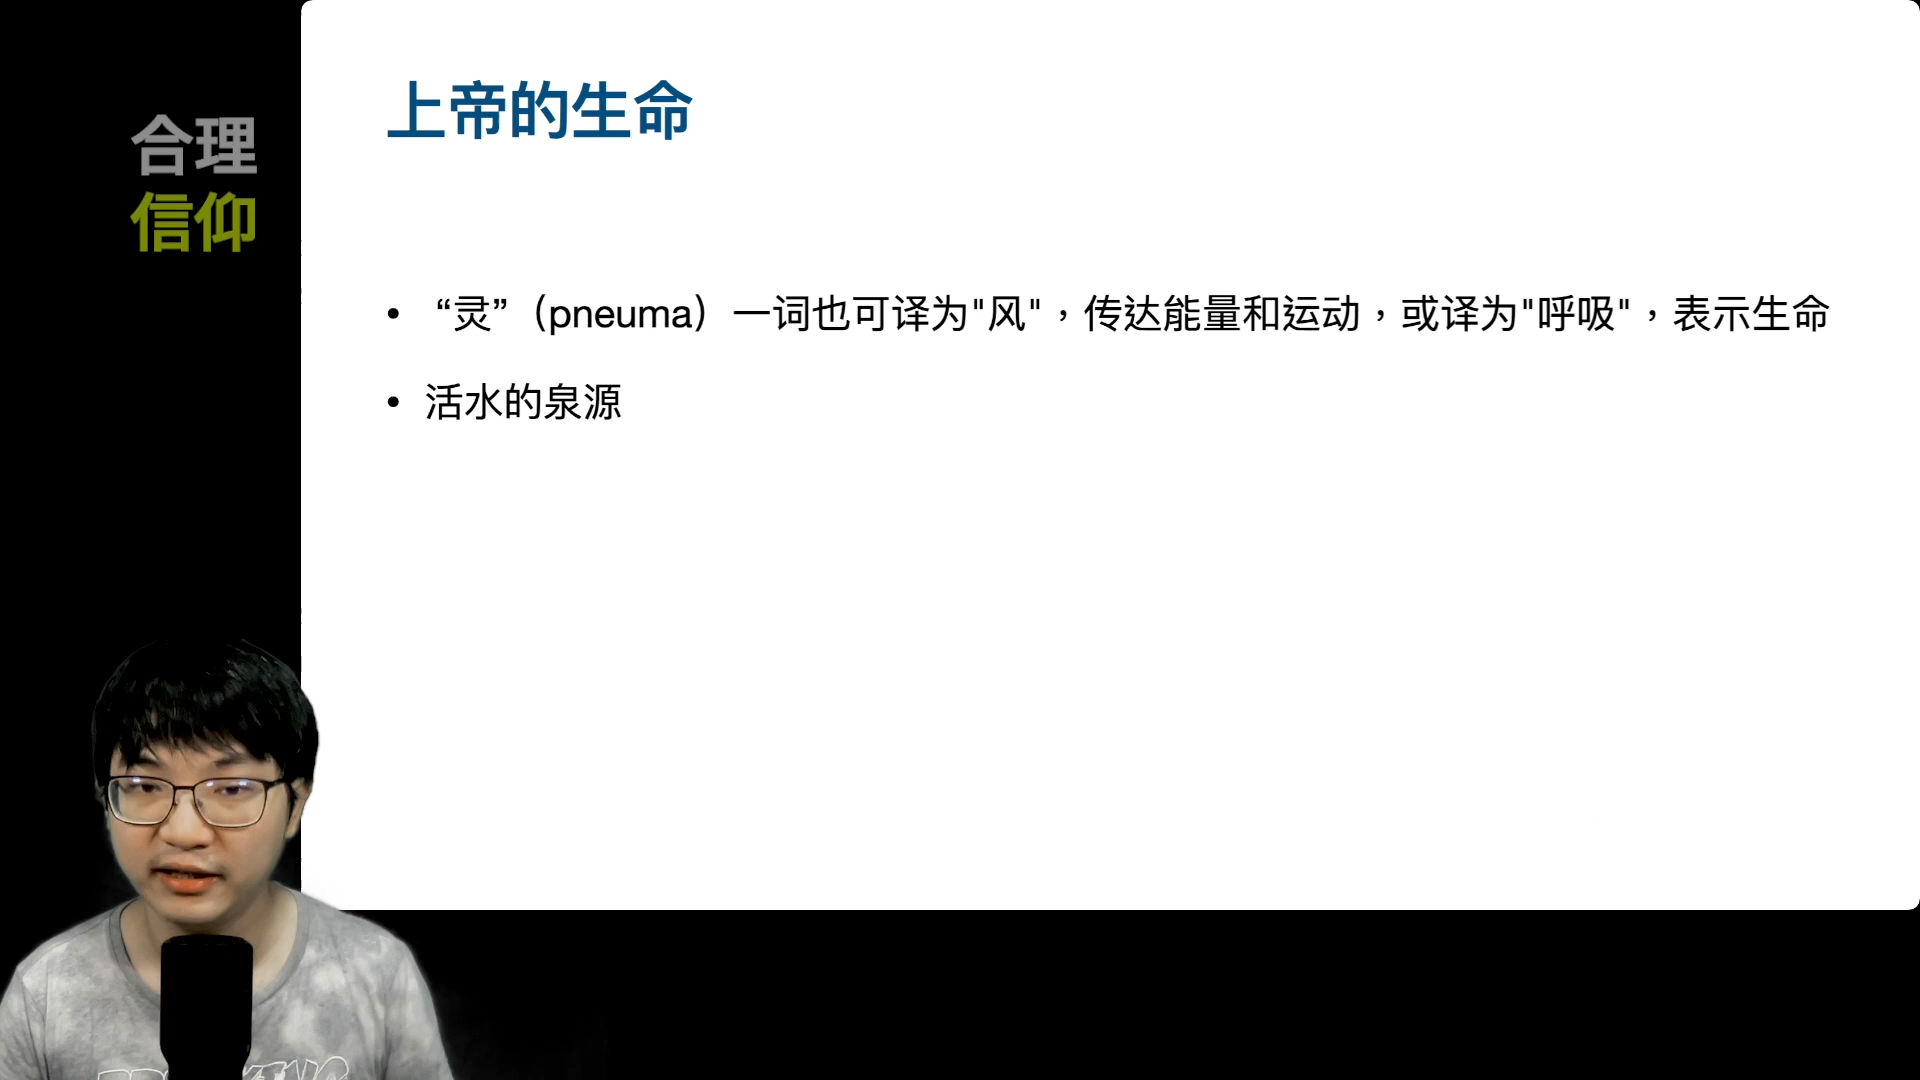 合理
信仰
上帝的生命
• “灵”（pneuma）一词也可译为"风"，传达能量和运动，或译为"呼吸"，表示生命
• 活水的泉源